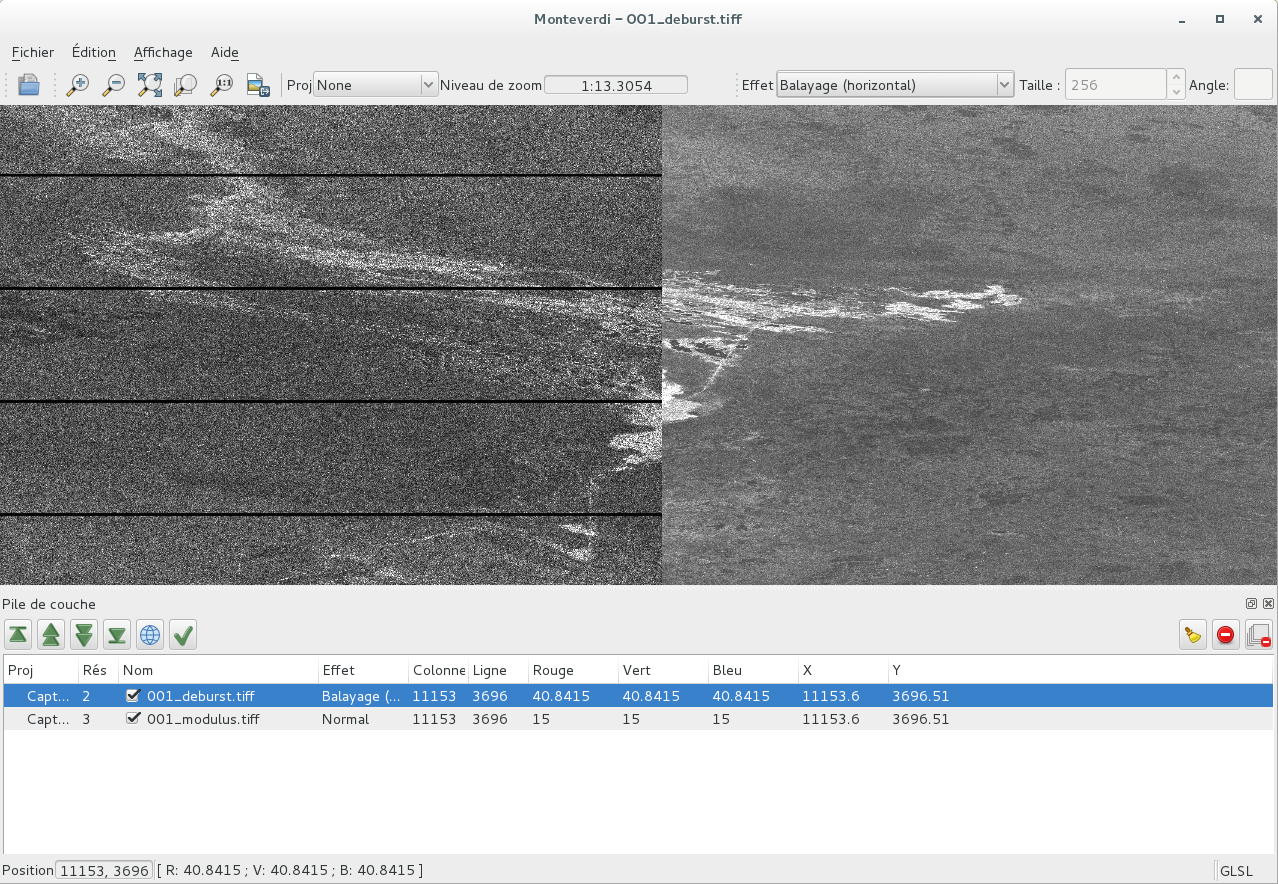 Monteverdi – 001_deburst.tiff
Fichier Édition Affichage Aide
1:1 Proj None Niveau de zoom 1:13.3054 Effet Balayage (horizontal) Taille : 256 Angle:
Pile de couche
Proj Rés Nom Effet Colonne Ligne Rouge Vert Bleu X Y
Capt... 2 001_deburst.tiff Balayage (... 11153 3696 40.8415 40.8415 40.8415 11153.6 3696.51
Capt... 3 001_modulus.tiff Normal 11153 3696 15 15 15 11153.6 3696.51
Position 11153, 3696 [ R: 40.8415 ; V: 40.8415 ; B: 40.8415 ] GLSL